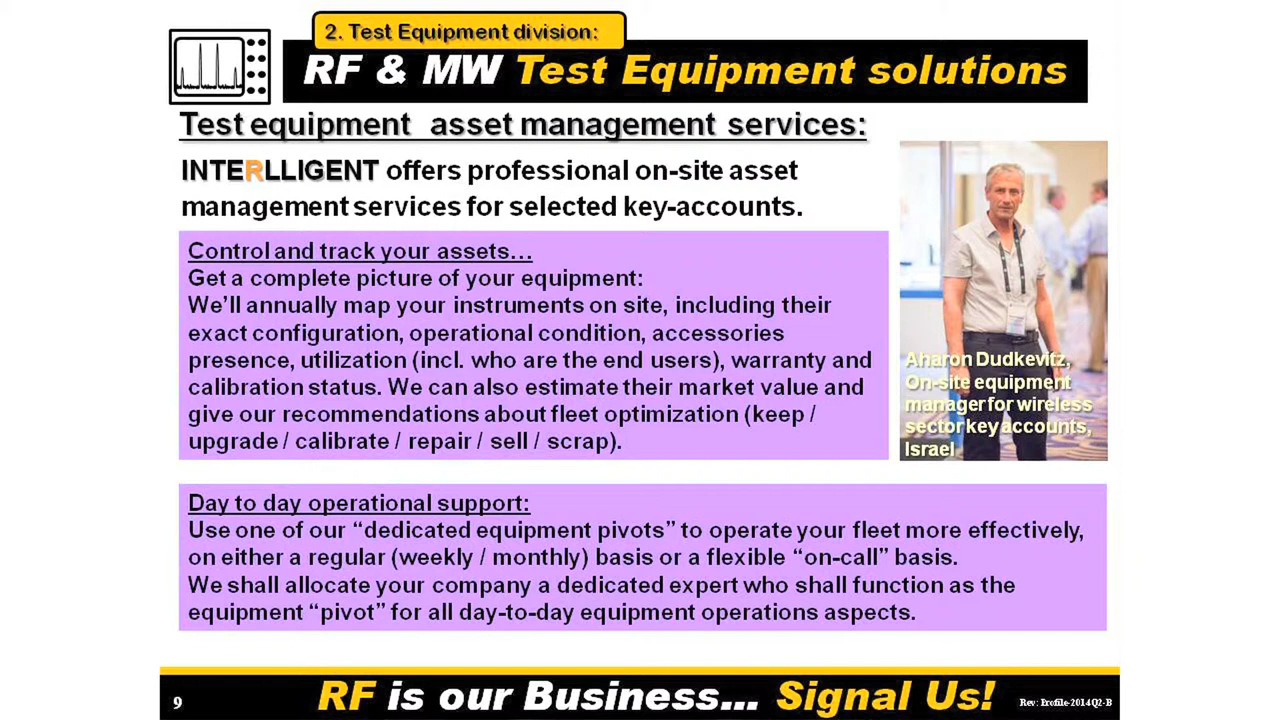 2. Test Equipment division:
RF & MW Test Equipment solutions
Test equipment asset management services:
INTERLLIGENT offers professional on-site asset
management services for selected key-accounts.
Control and track your assets…
Get a complete picture of your equipment:
We’ll annually map your instruments on site, including their
exact configuration, operational condition, accessories
presence, utilization (incl. who are the end users), warranty and
calibration status. We can also estimate their market value and
give our recommendations about fleet optimization (keep /
upgrade / calibrate / repair / sell / scrap).
Aharon Dudkevitz,
On-site equipment
manager for wireless
sector key accounts,
Israel
Day to day operational support:
Use one of our “dedicated equipment pivots” to operate your fleet more effectively,
on either a regular (weekly / monthly) basis or a flexible “on-call” basis.
We shall allocate your company a dedicated expert who shall function as the
equipment “pivot” for all day-to-day equipment operations aspects.
9
RF is our Business... Signal Us!
Rev: Erofile-2014Q2-B